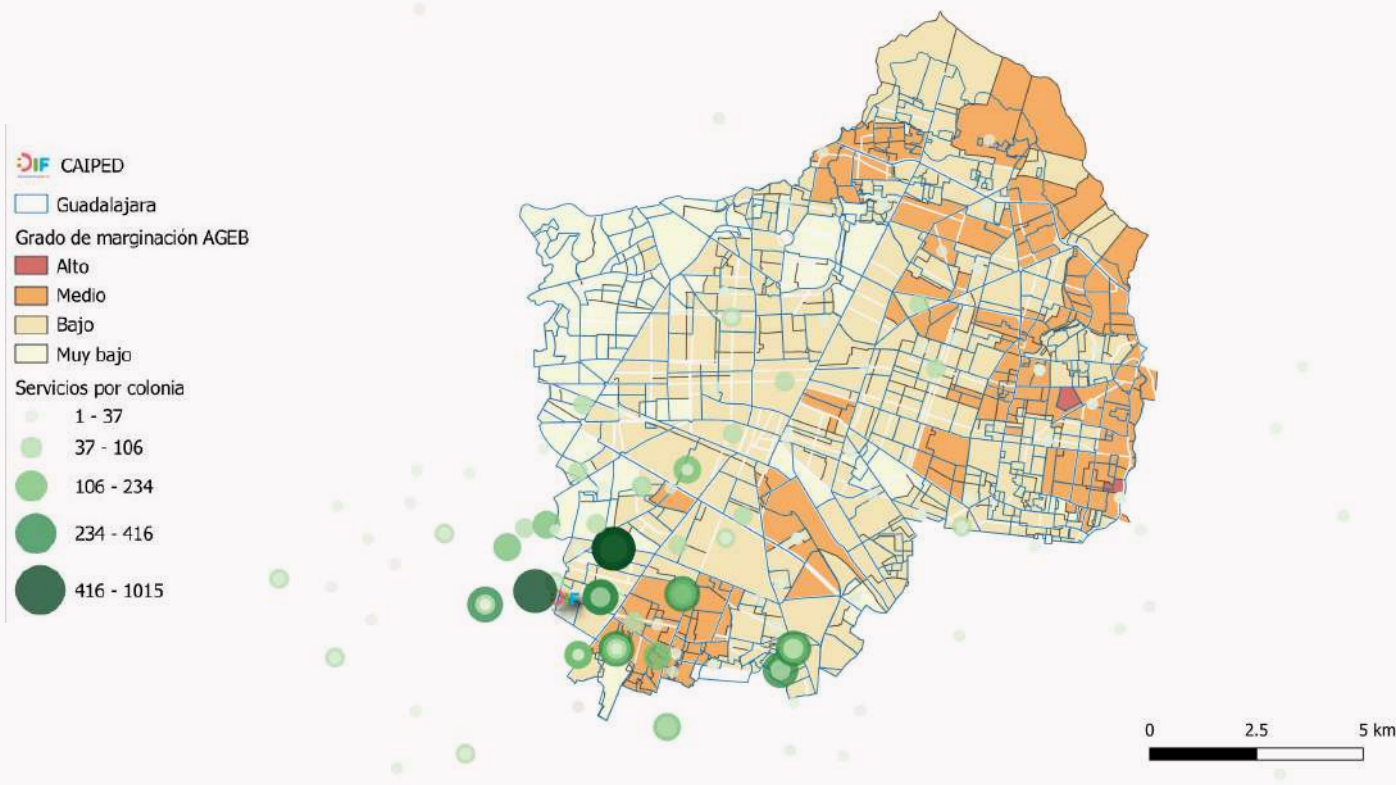 DIF CAIPED
Guadalajara
Grado de marginación AGEB
Alto
Medio
Bajo
Muy bajo
Servicios por colonia
1 - 37
37 - 106
106 - 234
234 - 416
416 - 1015
0 2.5 5 km